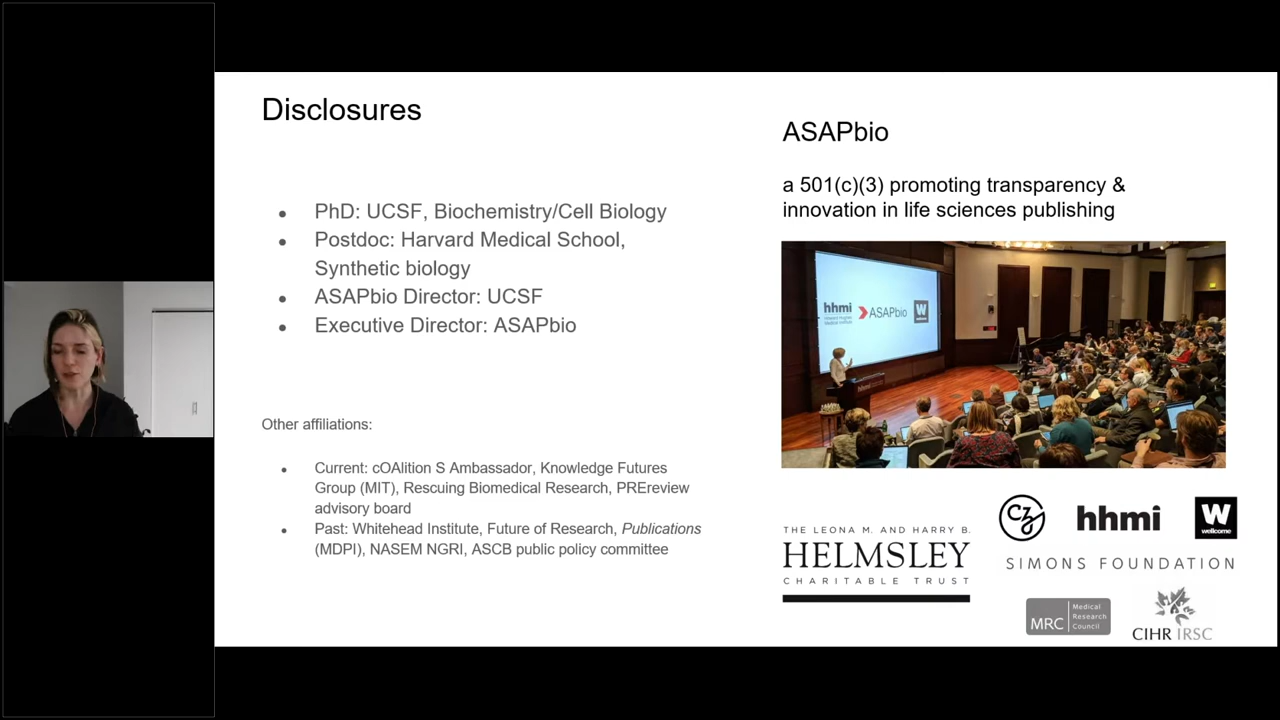 Disclosures
PhD: UCSF, Biochemistry/Cell Biology
Postdoc: Harvard Medical School,
Synthetic biology
ASAPbio Director: UCSF
Executive Director: ASAPbio
Other affiliations:
Current: cOAlition S Ambassador, Knowledge Futures
Group (MIT), Rescuing Biomedical Research, PREreview
advisory board
Past: Whitehead Institute, Future of Research, Publications
(MDPI), NASEM NGRI, ASCB public policy committee
ASAPbio
a 501(c)(3) promoting transparency &
innovation in life sciences publishing
hhmi
ASAPbio
W
THE LEONA M. AND HARRY B.
HELMSLEY
CHARITABLE TRUST
CZ
hhmi
W
wellcome
SIMONS FOUNDATION
MRC
Medical
Research
Council
CIHR IRSC